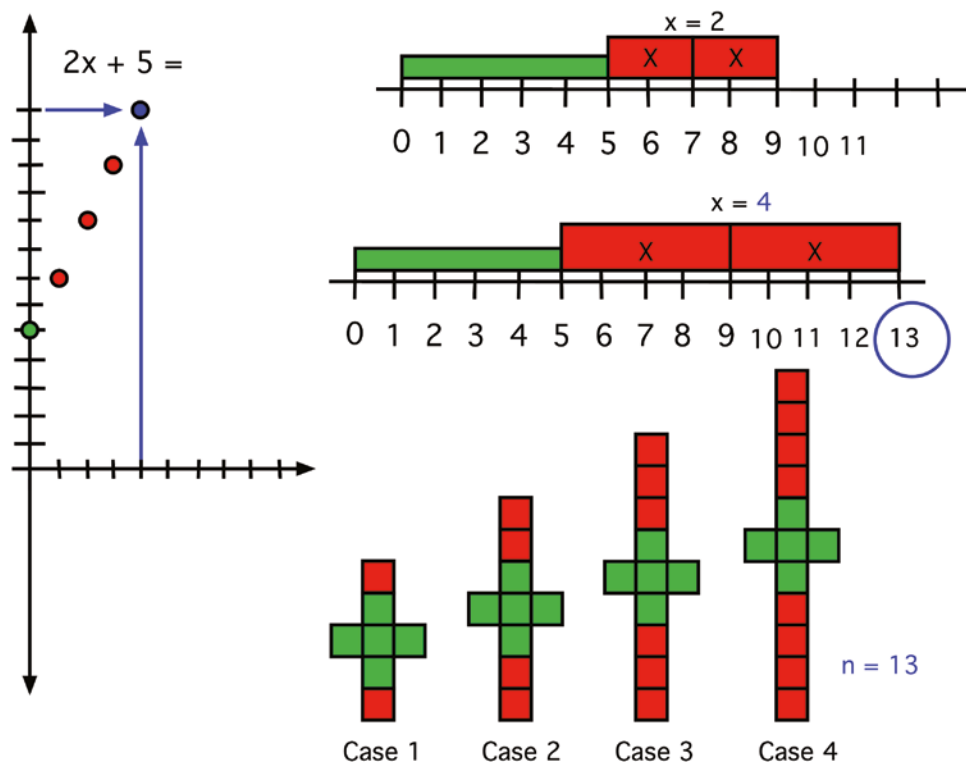 2x + 5 =
x = 2
X X
0 1 2 3 4 5 6 7 8 9 10 11
x = 4
X X
0 1 2 3 4 5 6 7 8 9 10 11 12 13
n = 13
Case 1 Case 2 Case 3 Case 4